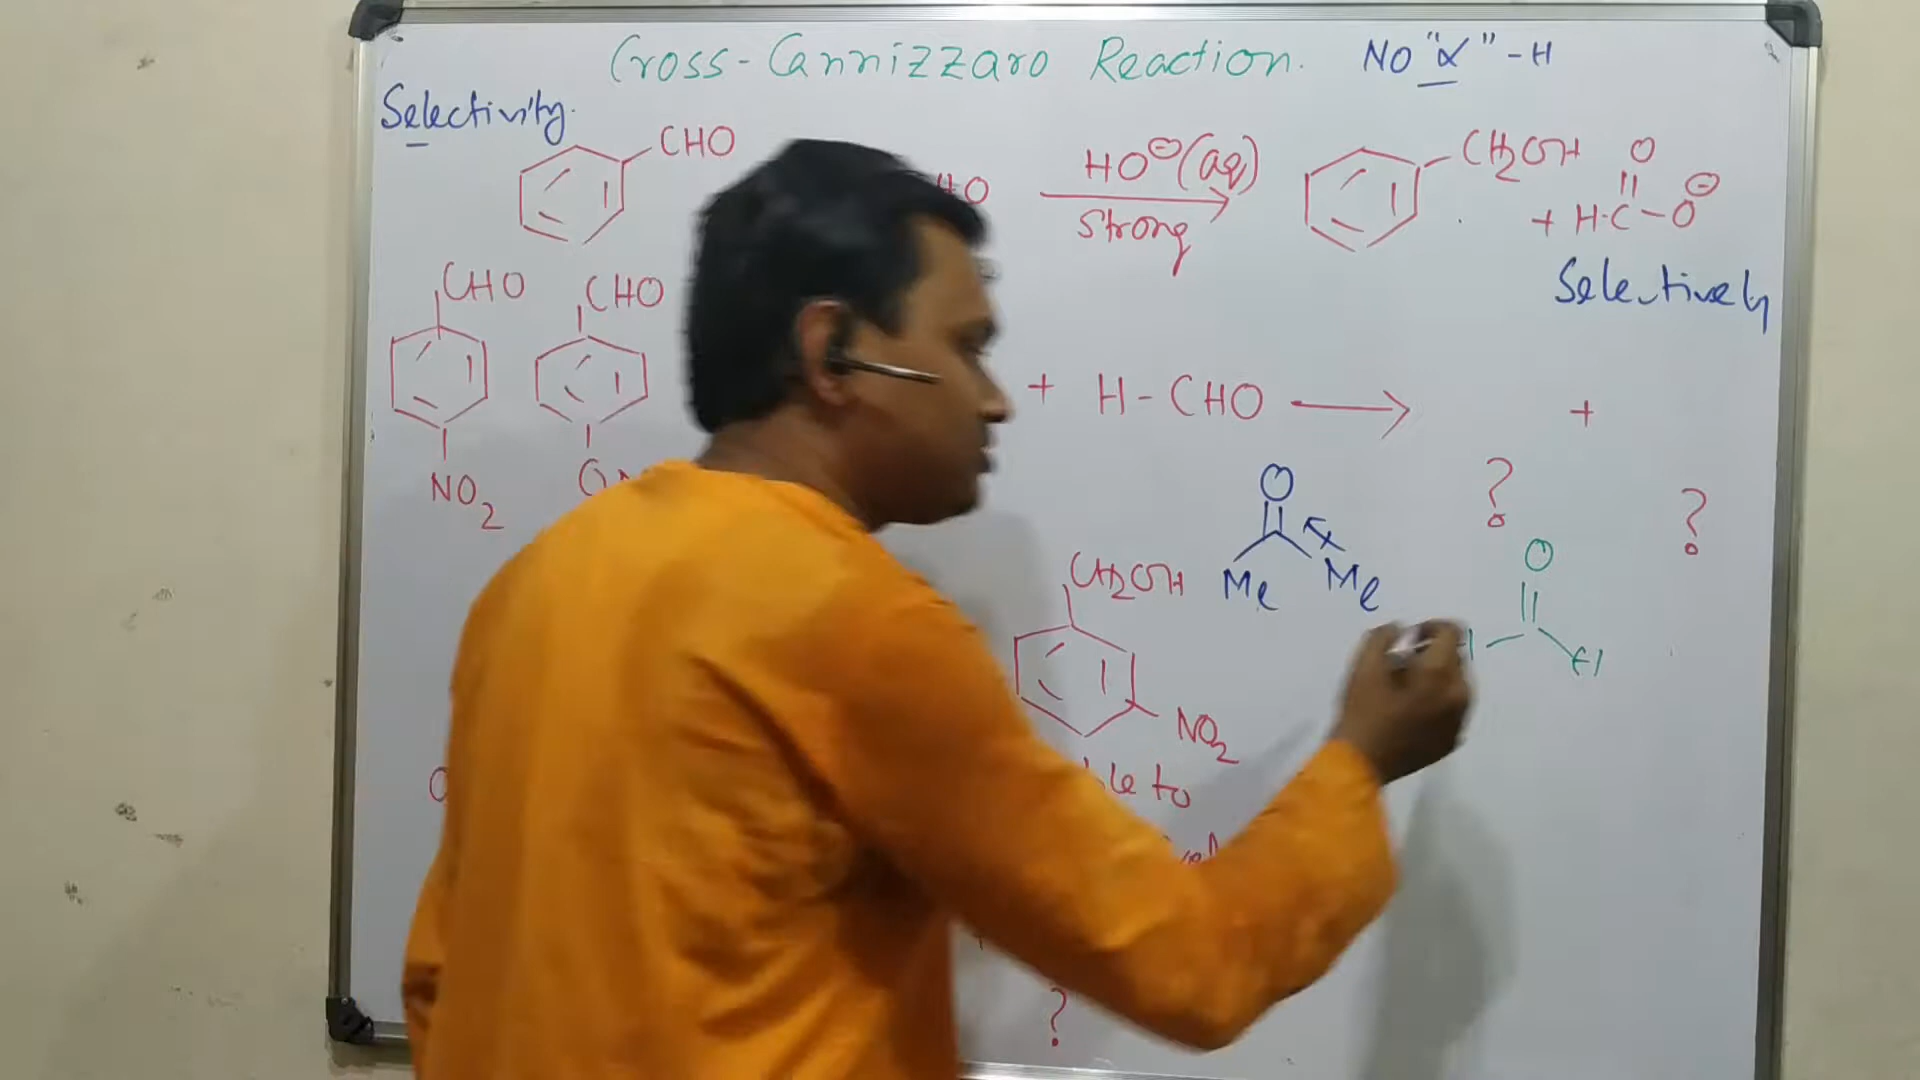 Cross-Cannizzaro Reaction. NO "α" -H
Selectivity.
CHO
HO⊖(aq)
Strong
CH2OH
O
+ H-C-O⊖
Selectively
CHO CHO
+ H-CHO → +
NO2
O
Me Me
? ?
O
CH2OH
NO2
to
?